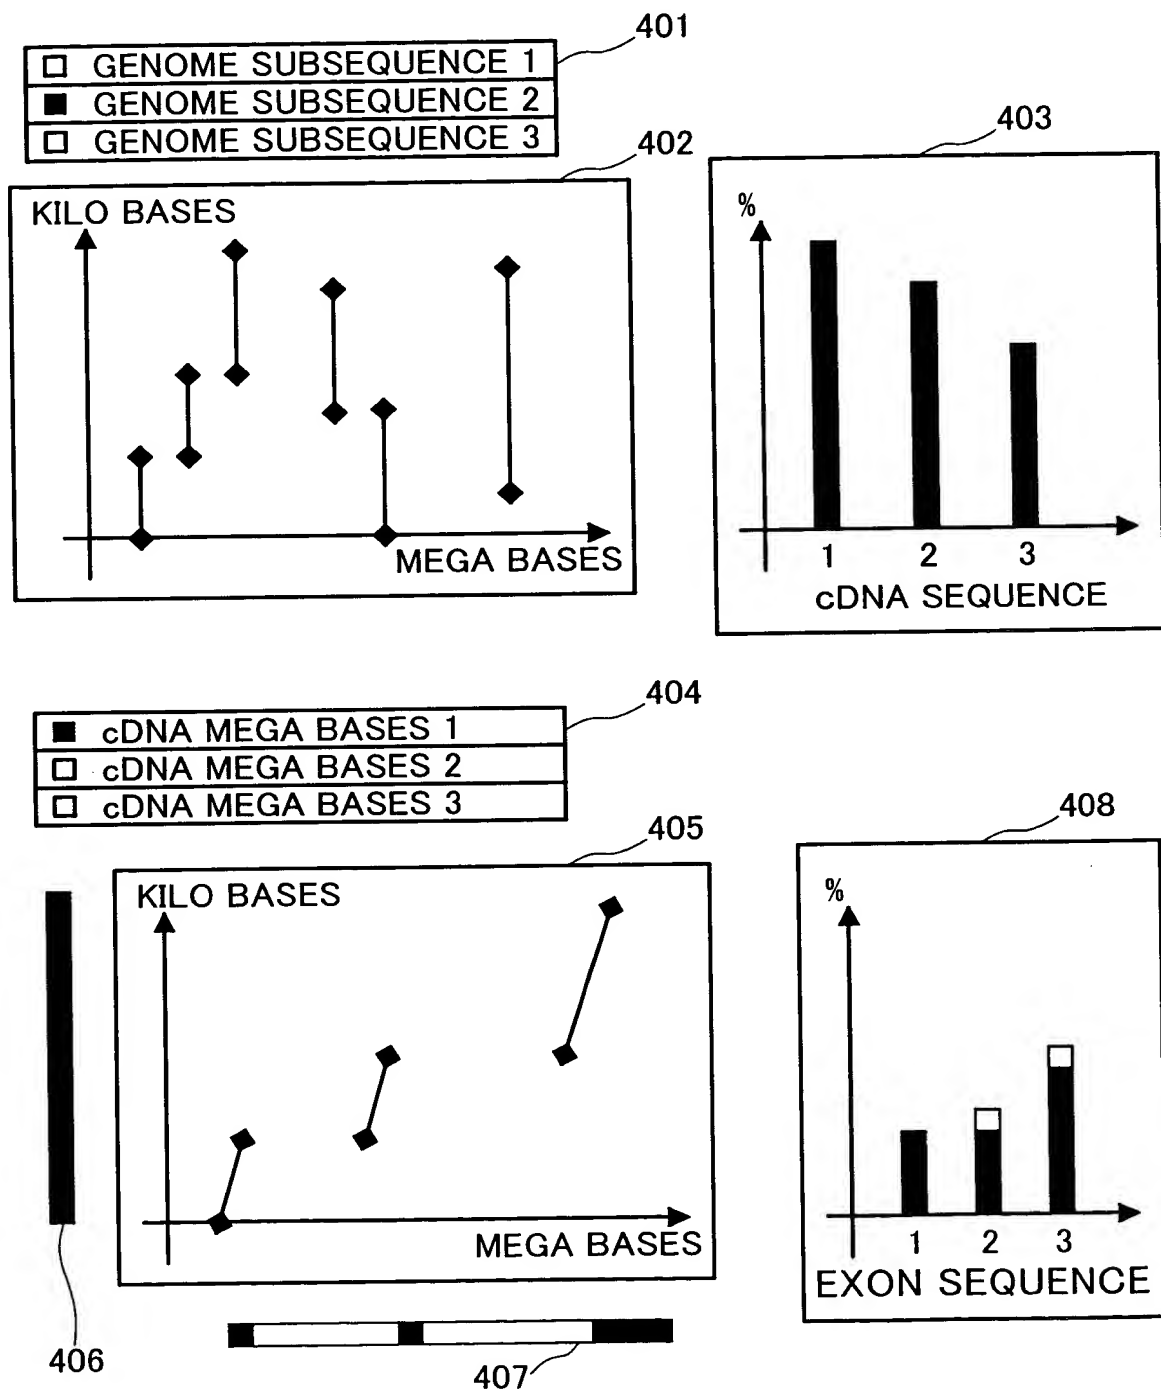 401
GENOME SUBSEQUENCE 1
GENOME SUBSEQUENCE 2
GENOME SUBSEQUENCE 3
402
403
KILO BASES
MEGA BASES
%
1 2 3
cDNA SEQUENCE
404
cDNA MEGA BASES 1
cDNA MEGA BASES 2
cDNA MEGA BASES 3
405
408
KILO BASES
MEGA BASES
%
1 2 3
EXON SEQUENCE
406
407